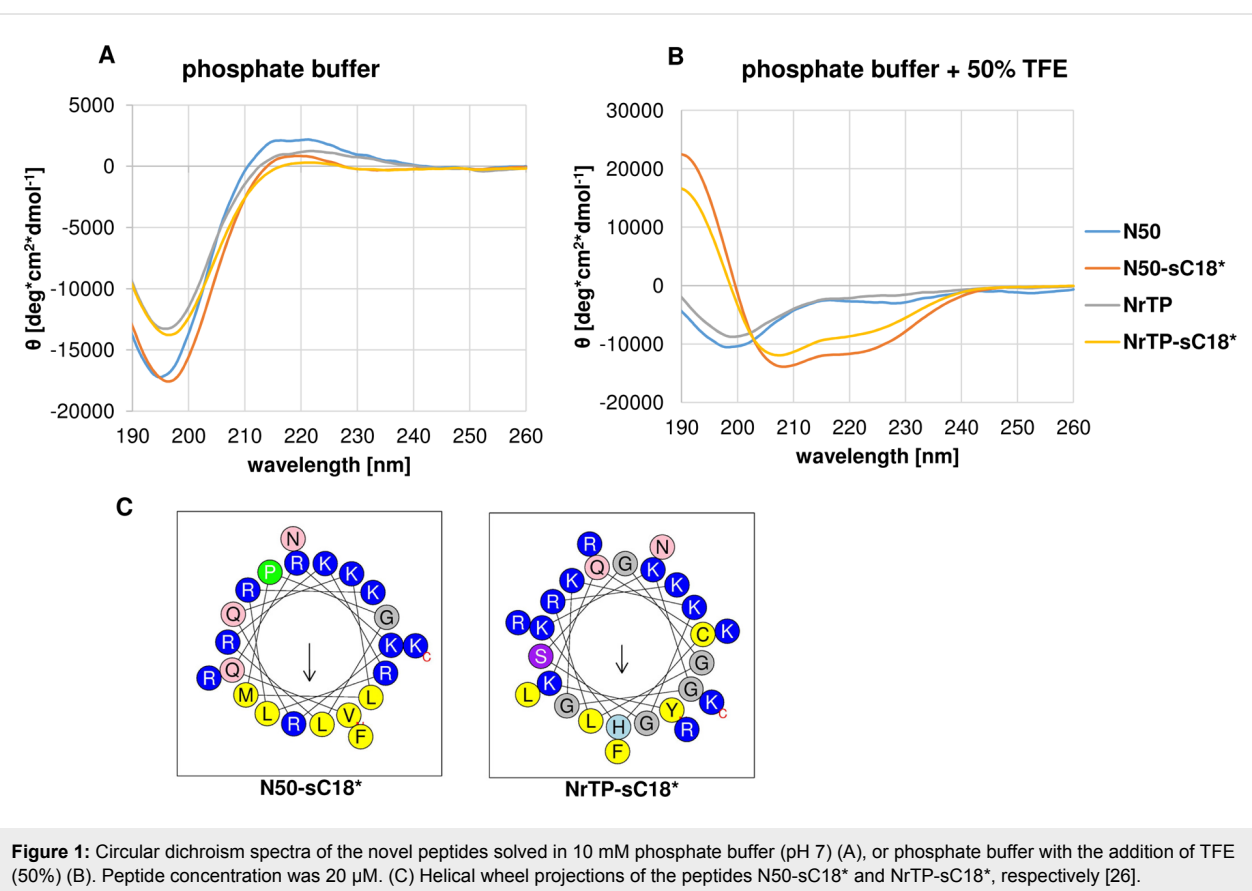 A
phosphate buffer
5000
0
-5000
-10000
-15000
-20000
θ [deg*cm²*dmol⁻¹]
190 200 210 220 230 240 250 260
wavelength [nm]
B
phosphate buffer + 50% TFE
30000
20000
10000
0
-10000
-20000
θ [deg*cm²*dmol⁻¹]
190 200 210 220 230 240 250 260
wavelength [nm]
N50
N50-sC18*
NrTP
NrTP-sC18*
C
N
R K K
P K
R G
Q
R K K C
R Q R
M L
L V
R L F
N50-sC18*
R N
Q G K
K K
R K
R K C K
S G
L K G K C
G Y
L H G R
F
NrTP-sC18*
Figure 1: Circular dichroism spectra of the novel peptides solved in 10 mM phosphate buffer (pH 7) (A), or phosphate buffer with the addition of TFE
(50%) (B). Peptide concentration was 20 µM. (C) Helical wheel projections of the peptides N50-sC18* and NrTP-sC18*, respectively [26].